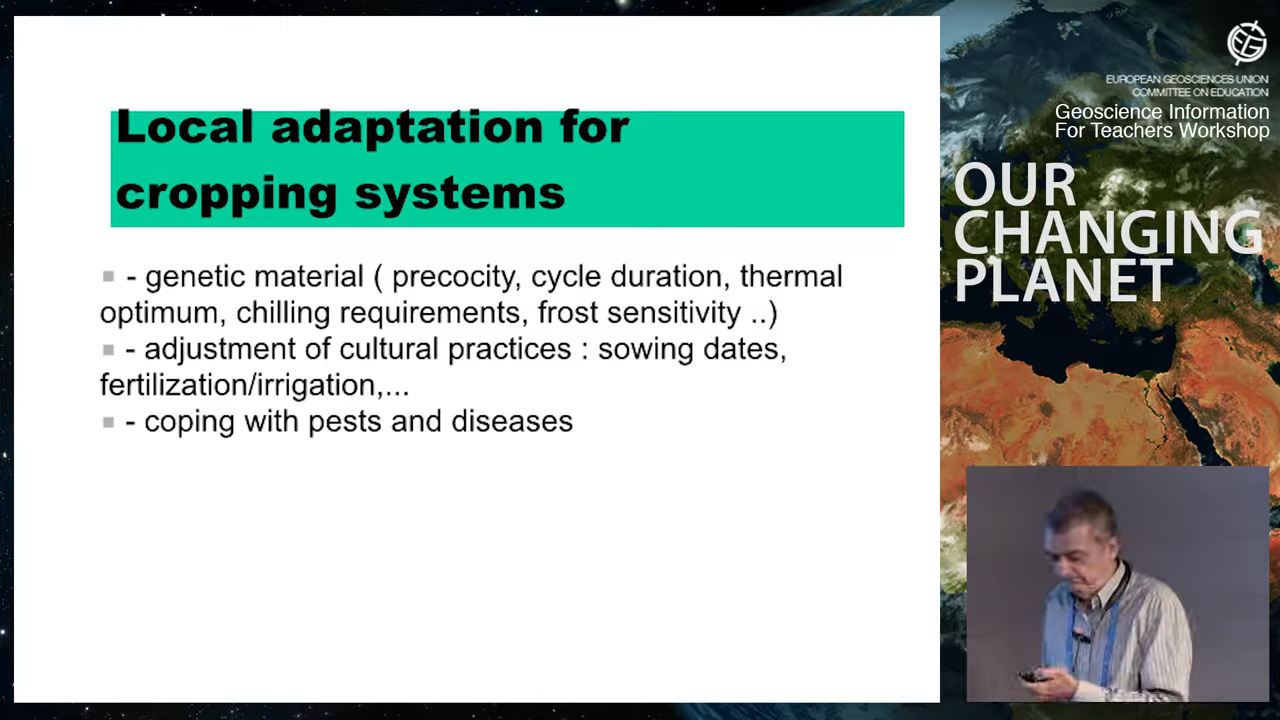 Local adaptation for
cropping systems
- genetic material ( precocity, cycle duration, thermal
optimum, chilling requirements, frost sensitivity ..)
- adjustment of cultural practices : sowing dates,
fertilization/irrigation,...
- coping with pests and diseases
EUROPEAN GEOSCIENCES UNION
COMMITTEE ON EDUCATION
Geoscience Information
For Teachers Workshop
OUR
CHANGING
PLANET